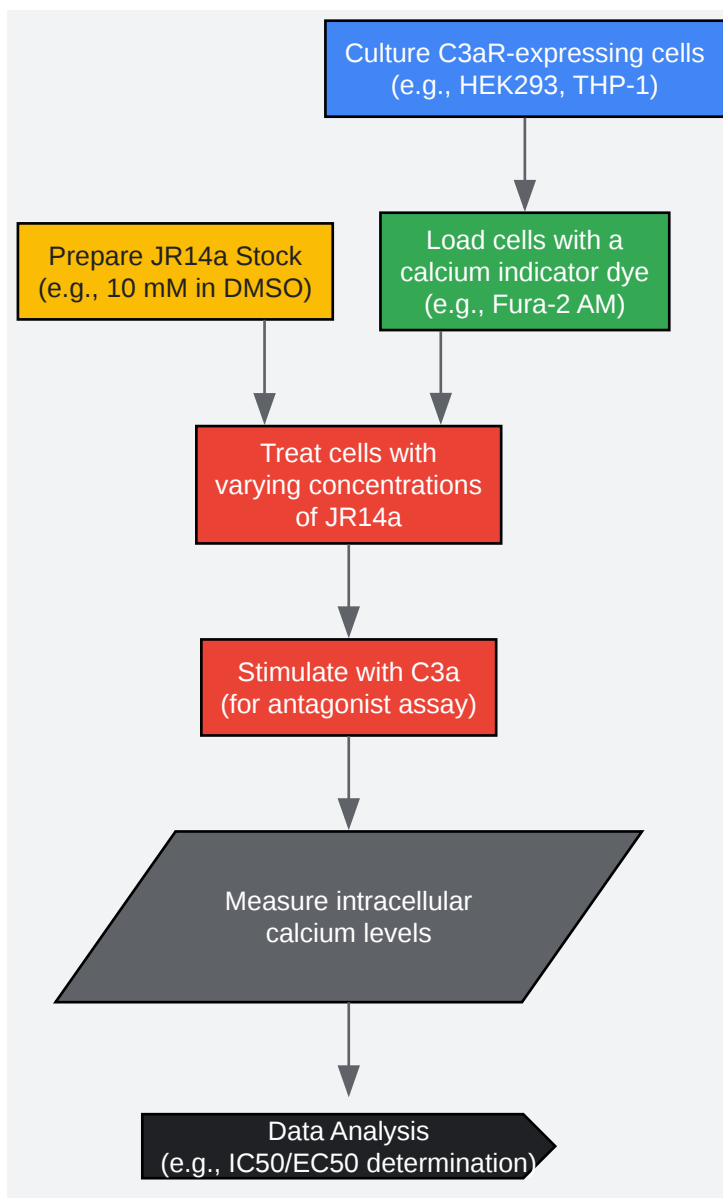 Culture C3aR-expressing cells
(e.g., HEK293, THP-1)
Prepare JR14a Stock
(e.g., 10 mM in DMSO)
Load cells with a
calcium indicator dye
(e.g., Fura-2 AM)
Treat cells with
varying concentrations
of JR14a
Stimulate with C3a
(for antagonist assay)
Measure intracellular
calcium levels
Data Analysis
(e.g., IC50/EC50 determination)